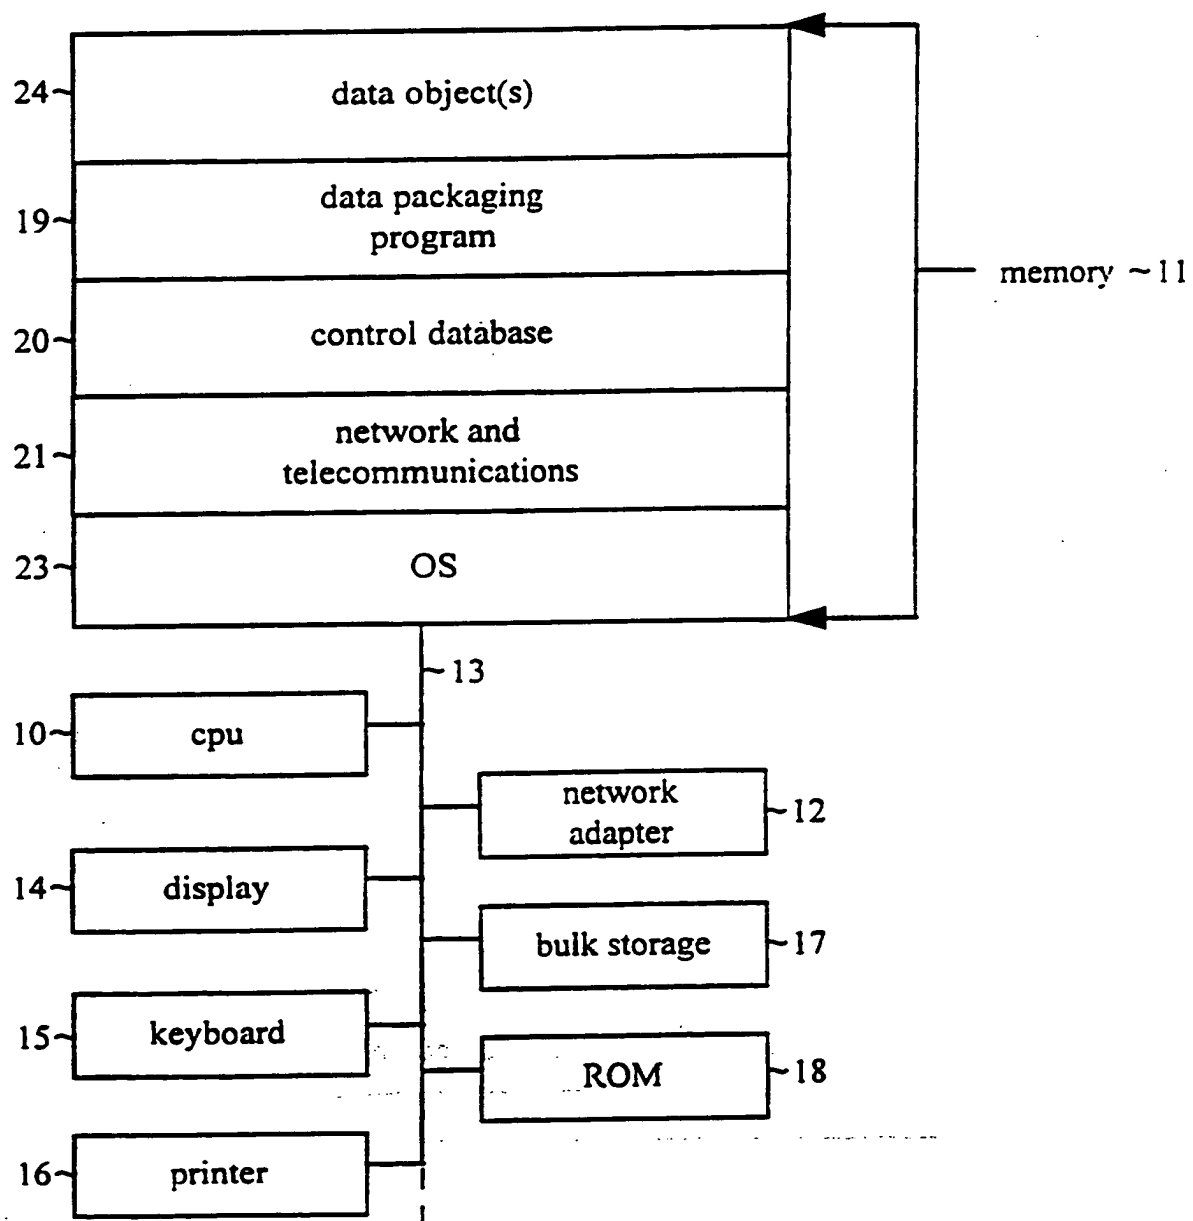 24~ data object(s)
19~ data packaging
program
memory ~11
20~ control database
21~ network and
telecommunications
23~ OS
~13
10~ cpu
network
adapter ~12
14~ display
bulk storage ~17
15~ keyboard
ROM ~18
16~ printer